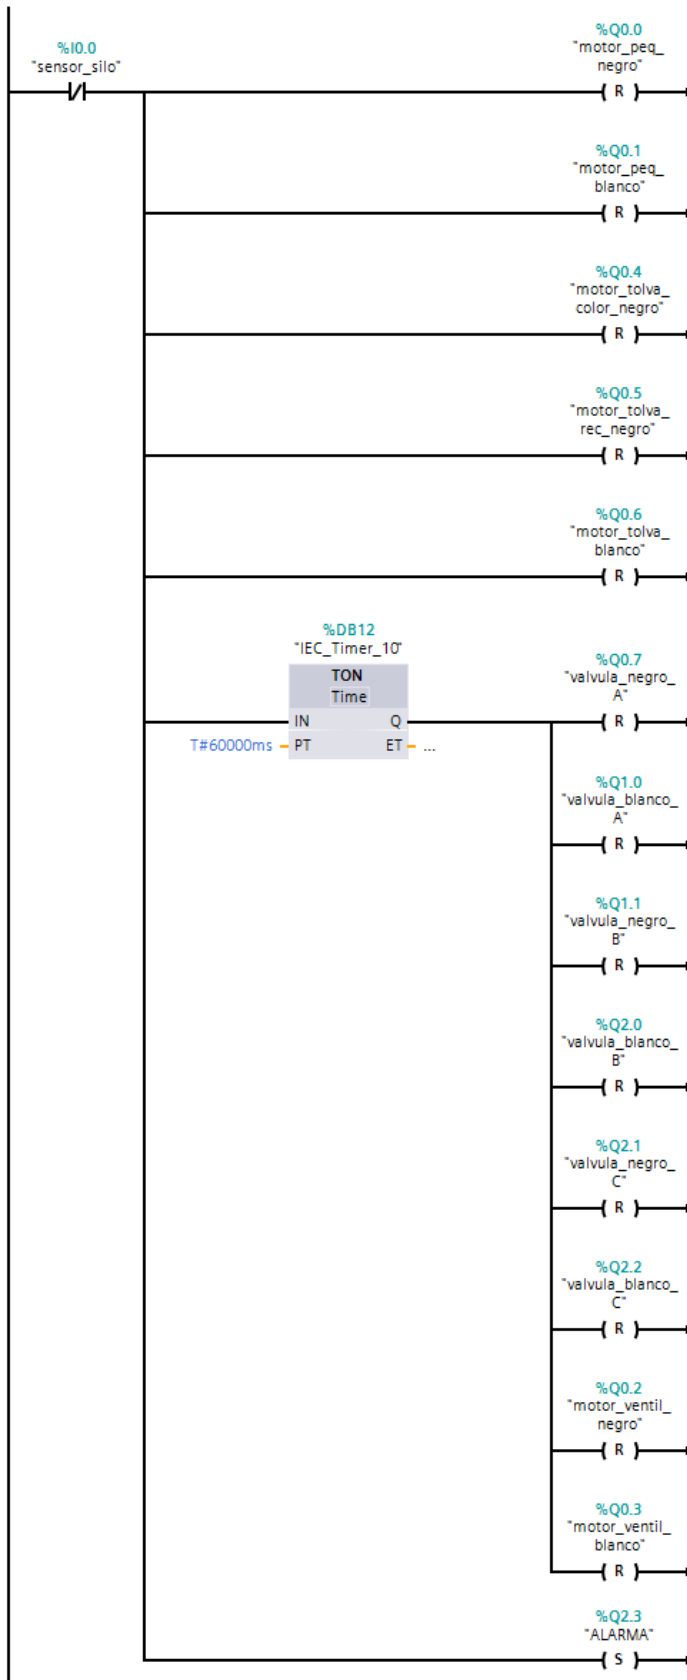 %I0.0
"sensor_silo"
%Q0.0
"motor_peq_
negro"
R
%Q0.1
"motor_peq_
blanco"
R
%Q0.4
"motor_tolva_
color_negro"
R
%Q0.5
"motor_tolva_
rec_negro"
R
%Q0.6
"motor_tolva_
blanco"
R
%DB12
"IEC_Timer_10"
TON
Time
IN Q
T#60000ms PT ET ...
%Q0.7
"valvula_negro_
A"
R
%Q1.0
"valvula_blanco_
A"
R
%Q1.1
"valvula_negro_
B"
R
%Q2.0
"valvula_blanco_
B"
R
%Q2.1
"valvula_negro_
C"
R
%Q2.2
"valvula_blanco_
C"
R
%Q0.2
"motor_ventil_
negro"
R
%Q0.3
"motor_ventil_
blanco"
R
%Q2.3
"ALARMA"
S